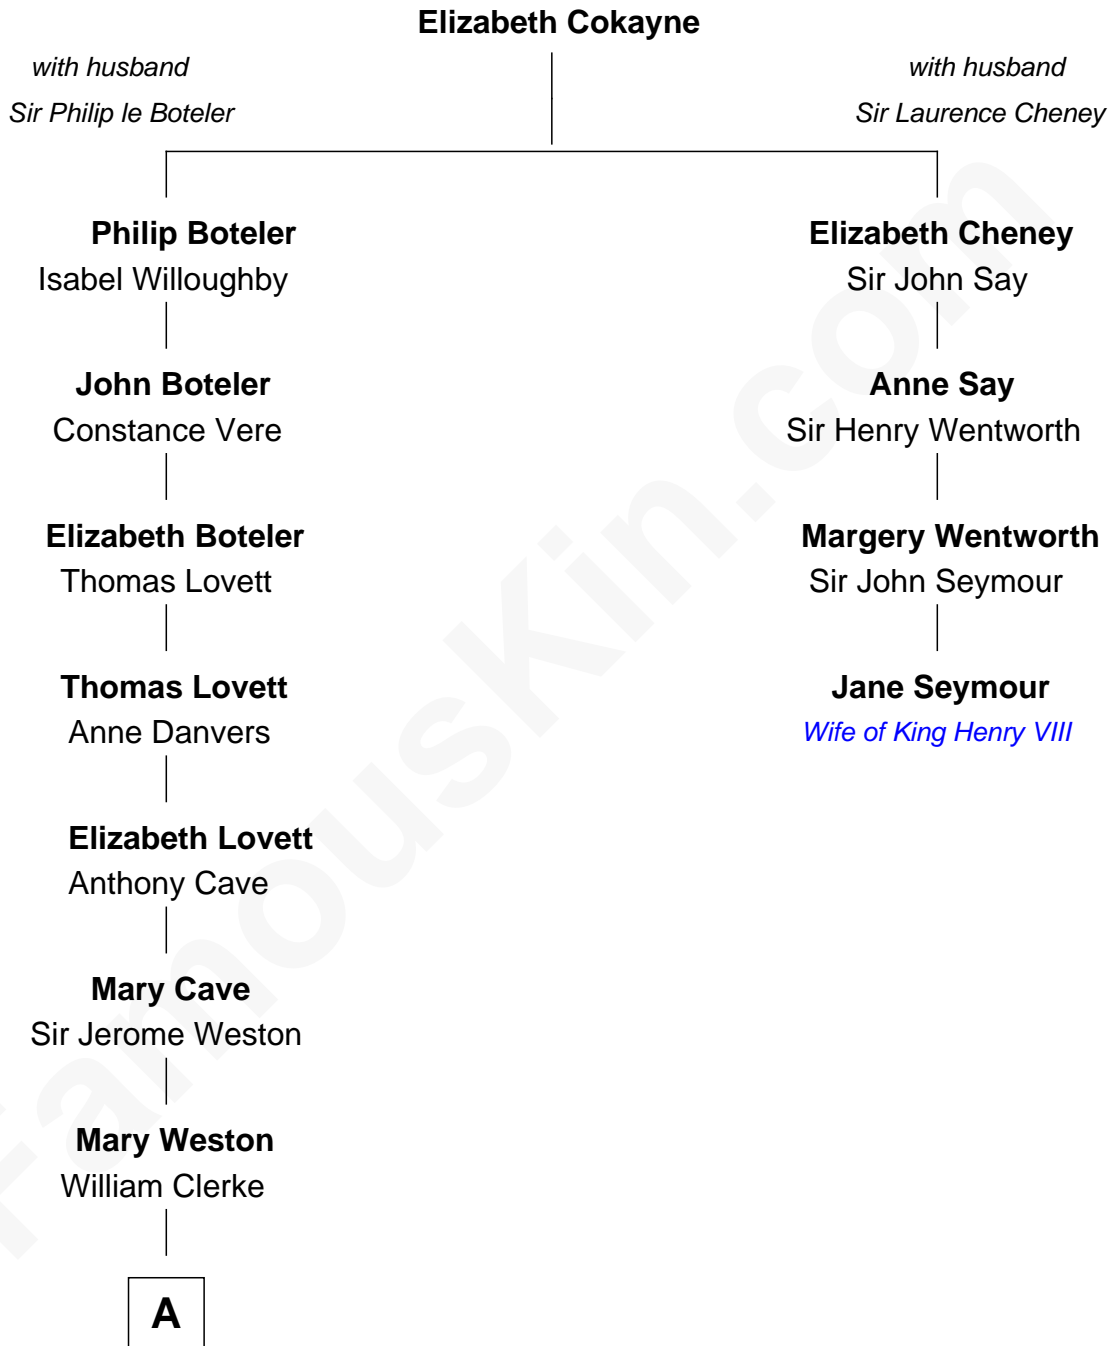 Elizabeth Cokayne
with husband
Sir Philip le Boteler
with husband
Sir Laurence Cheney
Philip Boteler
Isabel Willoughby
John Boteler
Constance Vere
Elizabeth Boteler
Thomas Lovett
Thomas Lovett
Anne Danvers
Elizabeth Lovett
Anthony Cave
Mary Cave
Sir Jerome Weston
Mary Weston
William Clerke
A
Elizabeth Cheney
Sir John Say
Anne Say
Sir Henry Wentworth
Margery Wentworth
Sir John Seymour
Jane Seymour
Wife of King Henry VIII
FamousKin.com